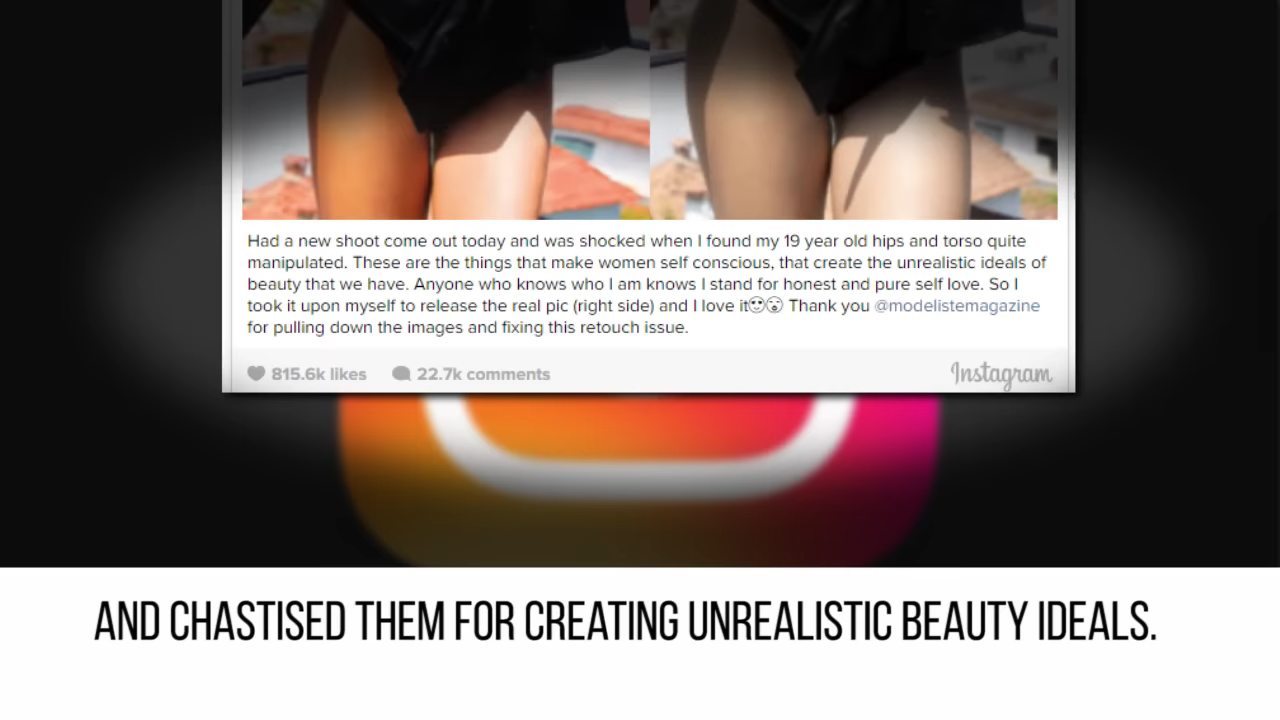 Had a new shoot come out today and was shocked when I found my 19 year old hips and torso quite
manipulated. These are the things that make women self conscious, that create the unrealistic ideals of
beauty that we have. Anyone who knows who I am knows I stand for honest and pure self love. So I
took it upon myself to release the real pic (right side) and I love it😍😮 Thank you @modelistemagazine
for pulling down the images and fixing this retouch issue.
815.6k likes 22.7k comments Instagram
AND CHASTISED THEM FOR CREATING UNREALISTIC BEAUTY IDEALS.